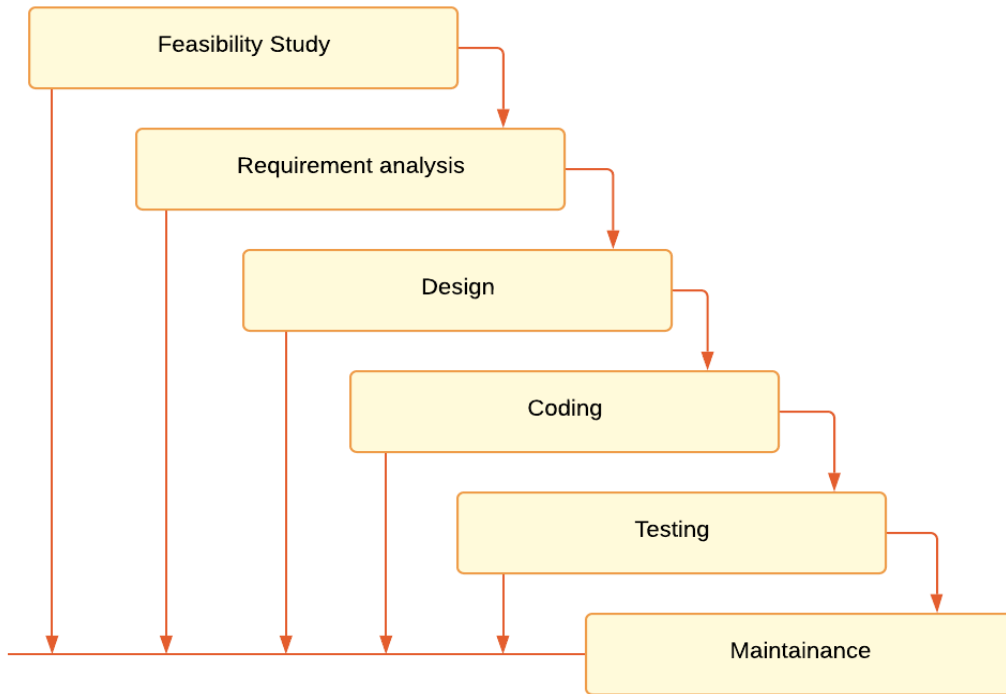 Feasibility Study
Requirement analysis
Design
Coding
Testing
Maintainance